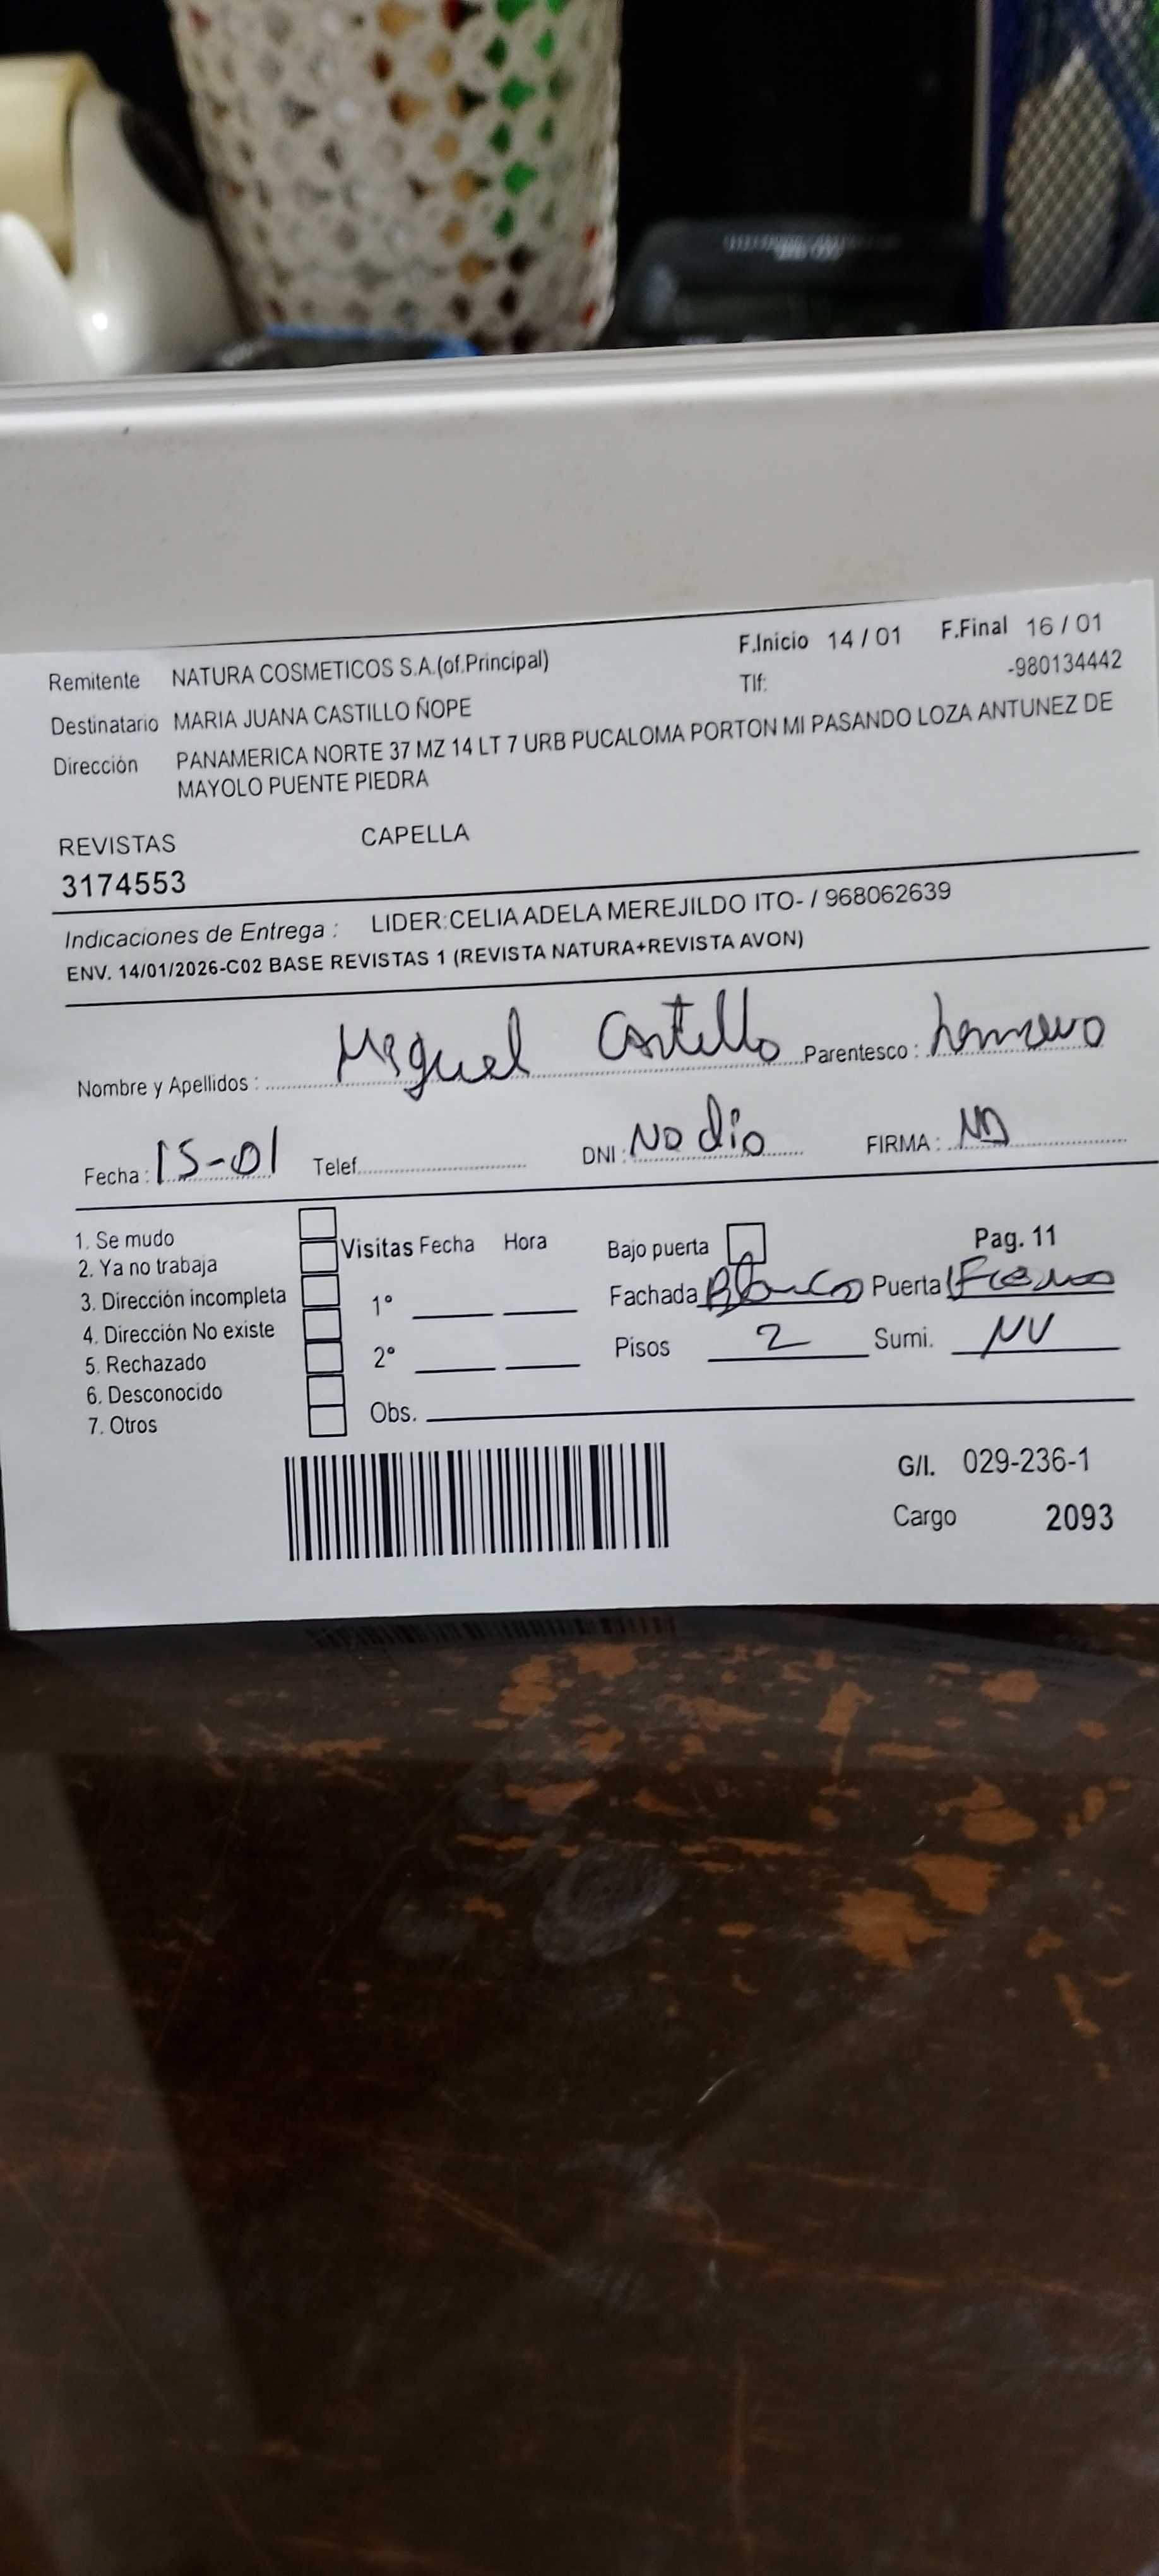 F.Inicio 14 / 01 F.Final 16 / 01
Remitente NATURA COSMETICOS S.A.(of.Principal) Tlf: -980134442
Destinatario MARIA JUANA CASTILLO ÑOPE
Dirección PANAMERICA NORTE 37 MZ 14 LT 7 URB PUCALOMA PORTON MI PASANDO LOZA ANTUNEZ DE
MAYOLO PUENTE PIEDRA
REVISTAS CAPELLA
3174553
Indicaciones de Entrega : LIDER:CELIA ADELA MEREJILDO ITO- / 968062639
ENV. 14/01/2026-C02 BASE REVISTAS 1 (REVISTA NATURA+REVISTA AVON)
Nombre y Apellidos : Miguel Castillo Parentesco :
Fecha : 15-01 Telef. DNI : No dio FIRMA : ND
1. Se mudo
2. Ya no trabaja
3. Dirección incompleta
4. Dirección No existe
5. Rechazado
6. Desconocido
7. Otros
Visitas Fecha Hora
1°
2°
Obs.
Bajo puerta Pag. 11
Fachada Blanco Puerta
Pisos 2 Sumi. NV
G/I. 029-236-1
Cargo 2093